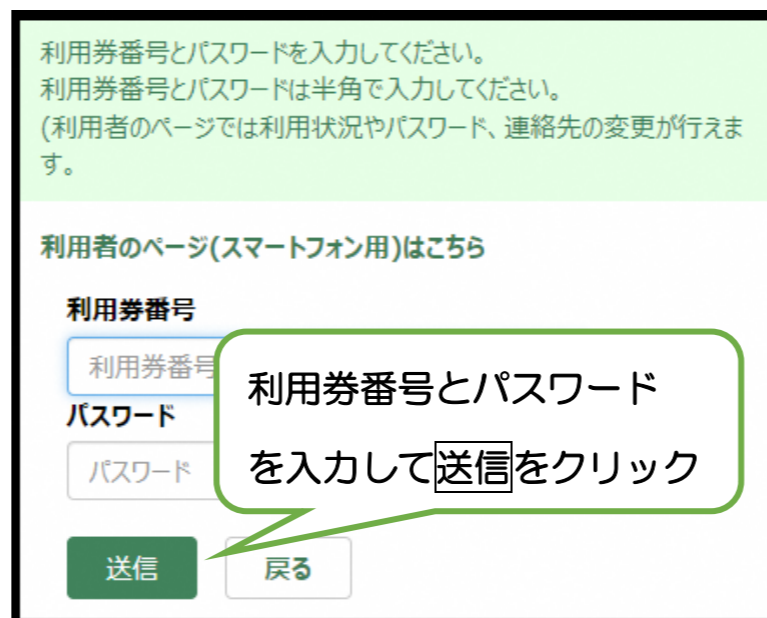 利用券番号とパスワードを入力してください。
利用券番号とパスワードは半角で入力してください。
(利用者のページでは利用状況やパスワード、連絡先の変更が行えま
す。
利用者のページ(スマートフォン用)はこちら
利用券番号
利用券番号
利用券番号とパスワード
を入力して送信をクリック
パスワード
パスワード
送信
戻る